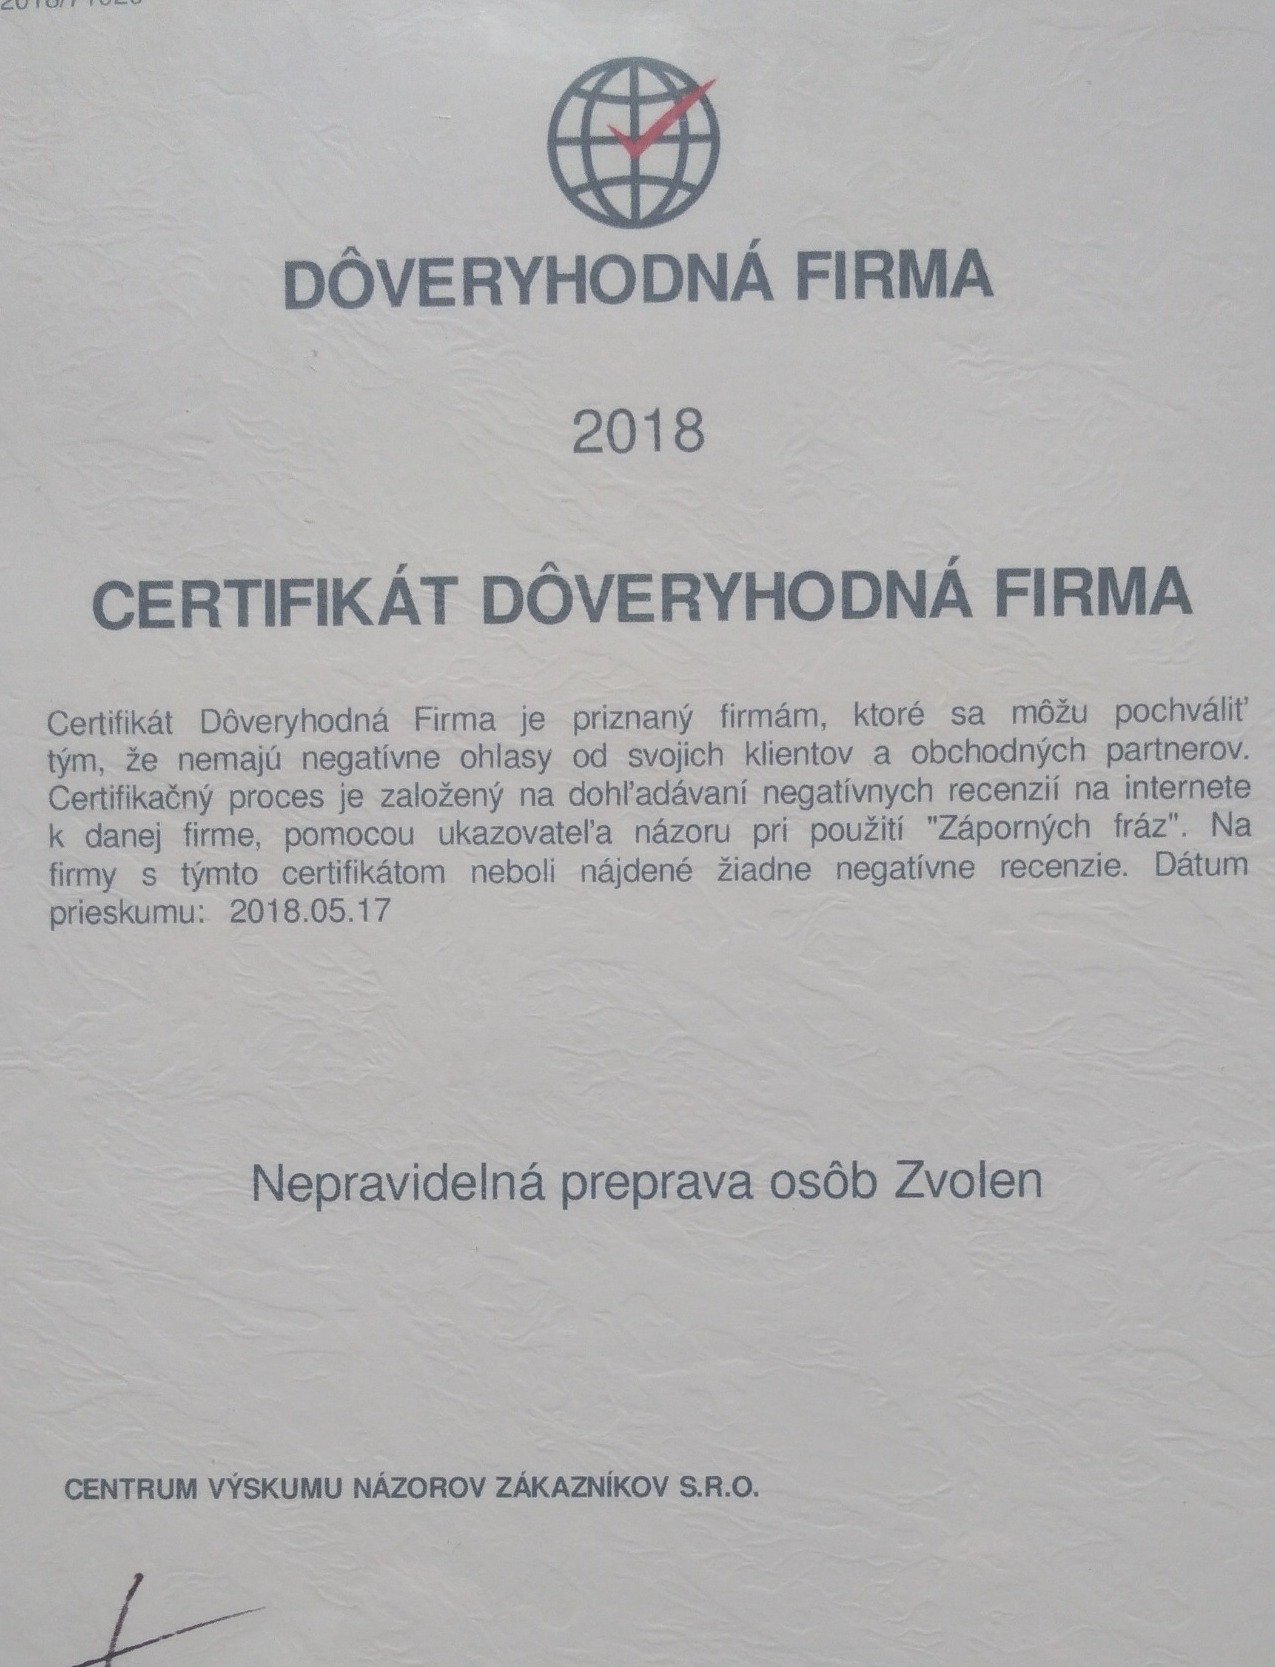 DÔVERYHODNÁ FIRMA
2018
CERTIFIKÁT DÔVERYHODNÁ FIRMA
Certifikát Dôveryhodná Firma je priznaný firmám, ktoré sa môžu pochváliť
tým, že nemajú negatívne ohlasy od svojich klientov a obchodných partnerov.
Certifikačný proces je založený na dohľadávaní negatívnych recenzií na internete
k danej firme, pomocou ukazovateľa názoru pri použití "Záporných fráz". Na
firmy s týmto certifikátom neboli nájdené žiadne negatívne recenzie. Dátum
prieskumu: 2018.05.17
Nepravidelná preprava osôb Zvolen
CENTRUM VÝSKUMU NÁZOROV ZÁKAZNÍKOV S.R.O.